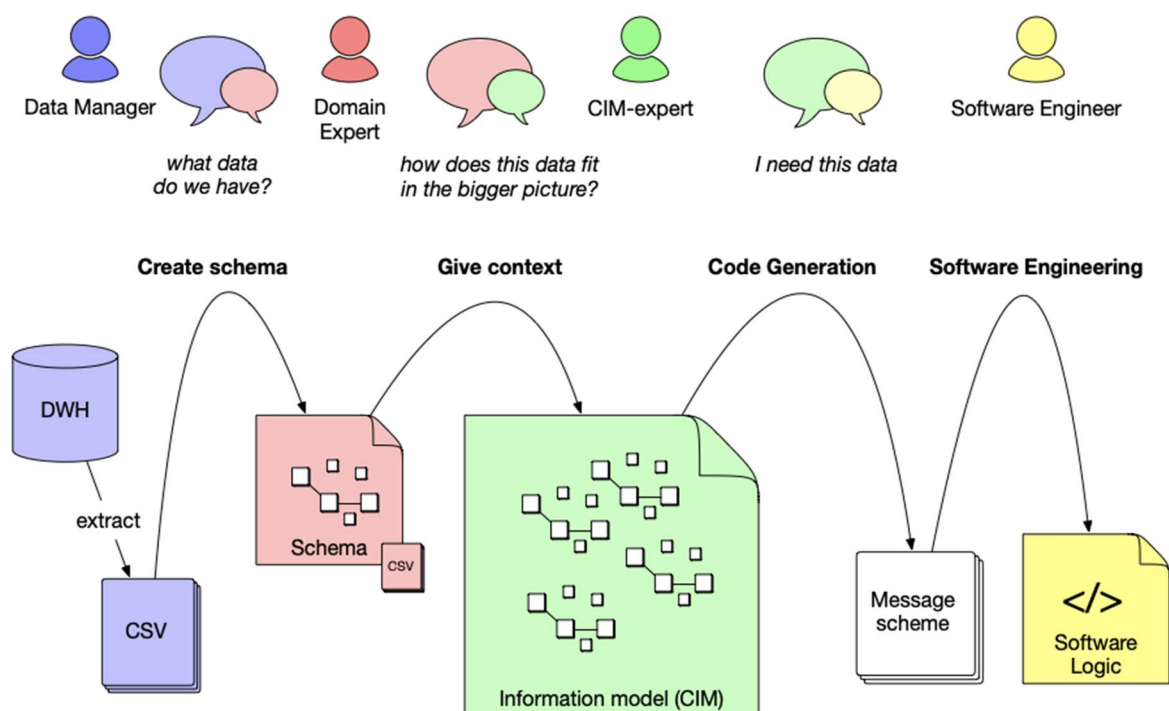 Data Manager
Domain
Expert
CIM-expert
Software Engineer
what data
do we have?
how does this data fit
in the bigger picture?
I need this data
Create schema
Give context
Code Generation
Software Engineering
DWH
extract
CSV
Schema
CSV
Information model (CIM)
Message
scheme
</>
Software
Logic